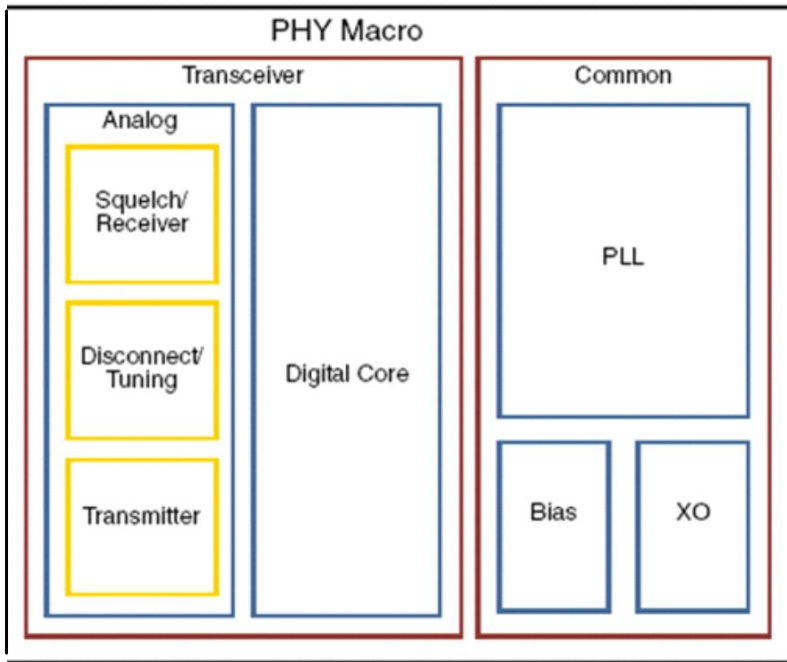 PHY Macro
Transceiver
Analog
Squelch/
Receiver
Disconnect/
Tuning
Transmitter
Digital Core
Common
PLL
Bias
XO